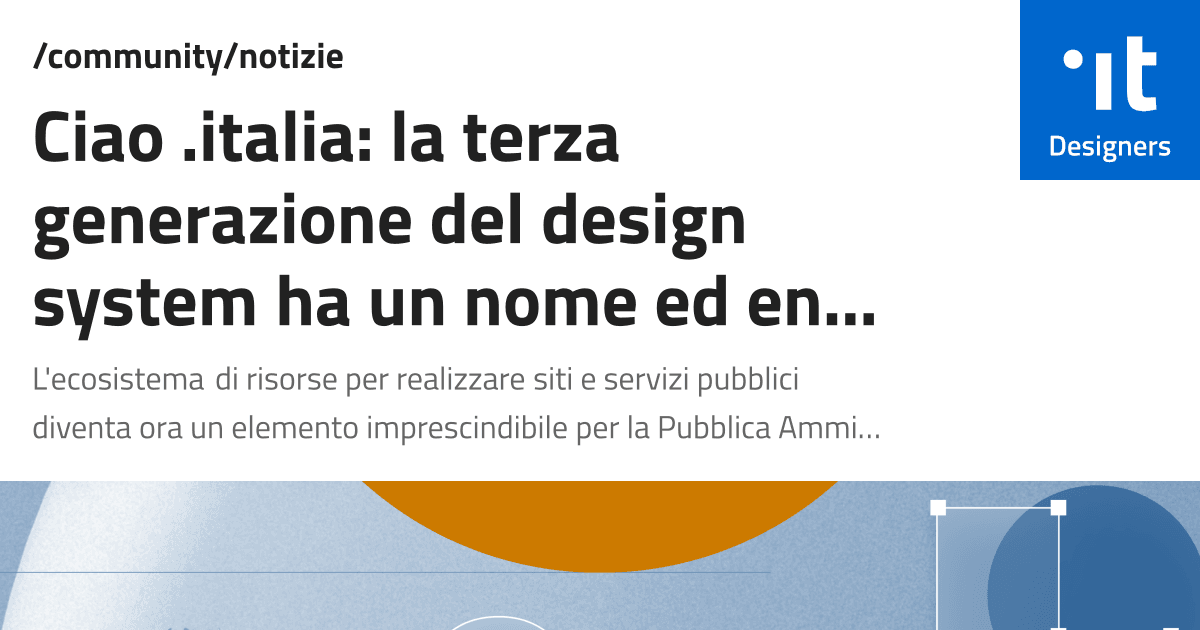 /community/notizie
Ciao .italia: la terza
generazione del design
system ha un nome ed en...
L'ecosistema di risorse per realizzare siti e servizi pubblici
diventa ora un elemento imprescindibile per la Pubblica Ammi...
it
Designers